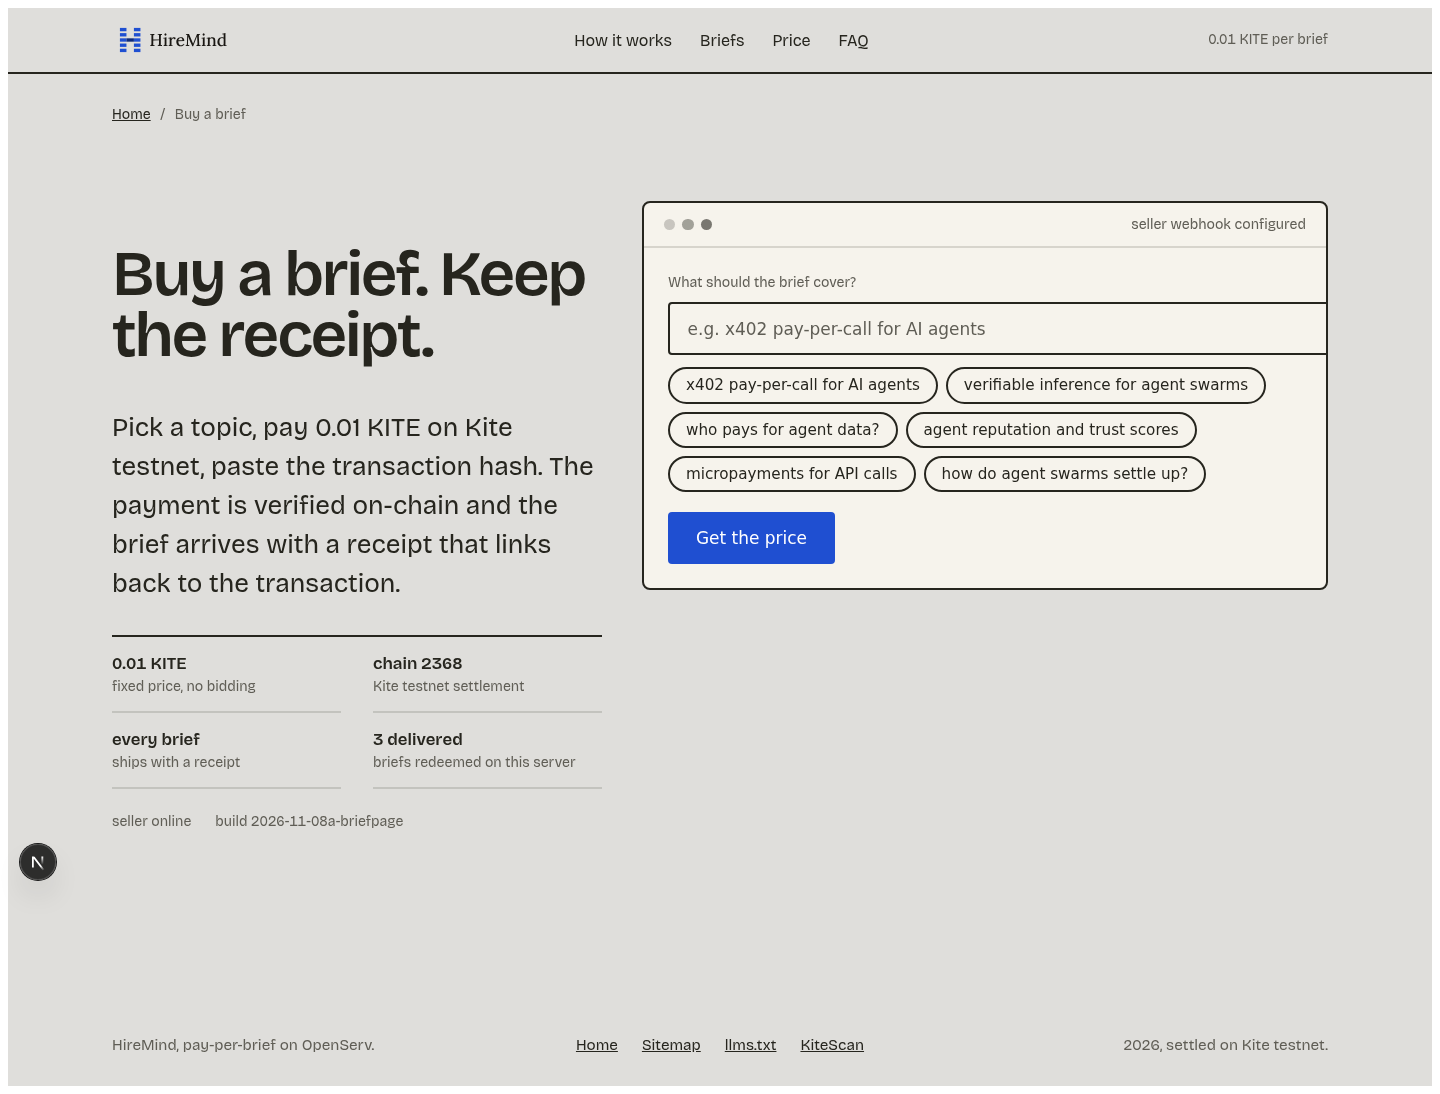 HireMind
How it works
Briefs
Price
FAQ
0.01 KITE per brief
Home / Buy a brief
Buy a brief. Keep
the receipt.
Pick a topic, pay 0.01 KITE on Kite
testnet, paste the transaction hash. The
payment is verified on-chain and the
brief arrives with a receipt that links
back to the transaction.
0.01 KITE
fixed price, no bidding
chain 2368
Kite testnet settlement
every brief
ships with a receipt
3 delivered
briefs redeemed on this server
seller online
build 2026-11-08a-briefpage
seller webhook configured
What should the brief cover?
e.g. x402 pay-per-call for AI agents
x402 pay-per-call for AI agents
verifiable inference for agent swarms
who pays for agent data?
agent reputation and trust scores
micropayments for API calls
how do agent swarms settle up?
Get the price
N
HireMind, pay-per-brief on OpenServ.
Home
Sitemap
llms.txt
KiteScan
2026, settled on Kite testnet.